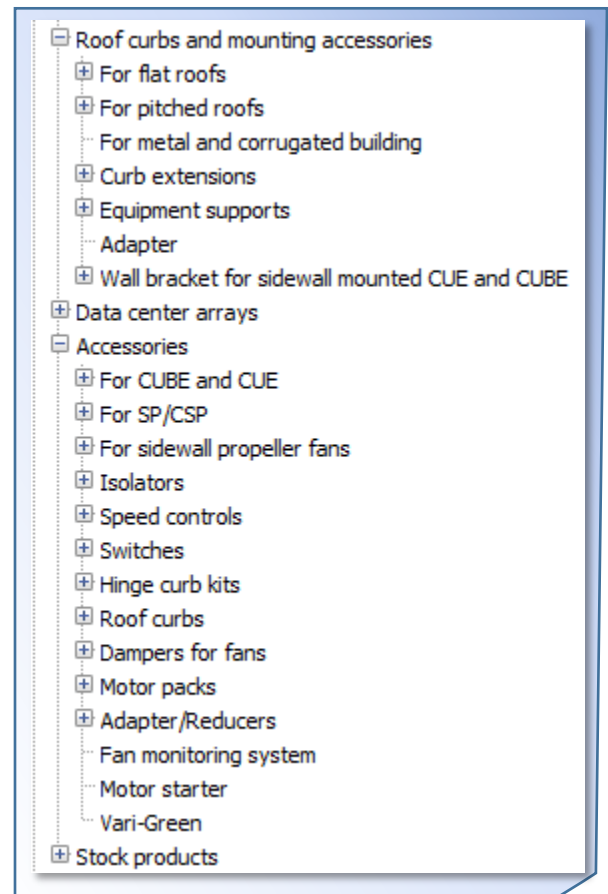 Roof curbs and mounting accessories
For flat roofs
For pitched roofs
For metal and corrugated building
Curb extensions
Equipment supports
Adapter
Wall bracket for sidewall mounted CUE and CUBE
Data center arrays
Accessories
For CUBE and CUE
For SP/CSP
For sidewall propeller fans
Isolators
Speed controls
Switches
Hinge curb kits
Roof curbs
Dampers for fans
Motor packs
Adapter/Reducers
Fan monitoring system
Motor starter
Vari-Green
Stock products